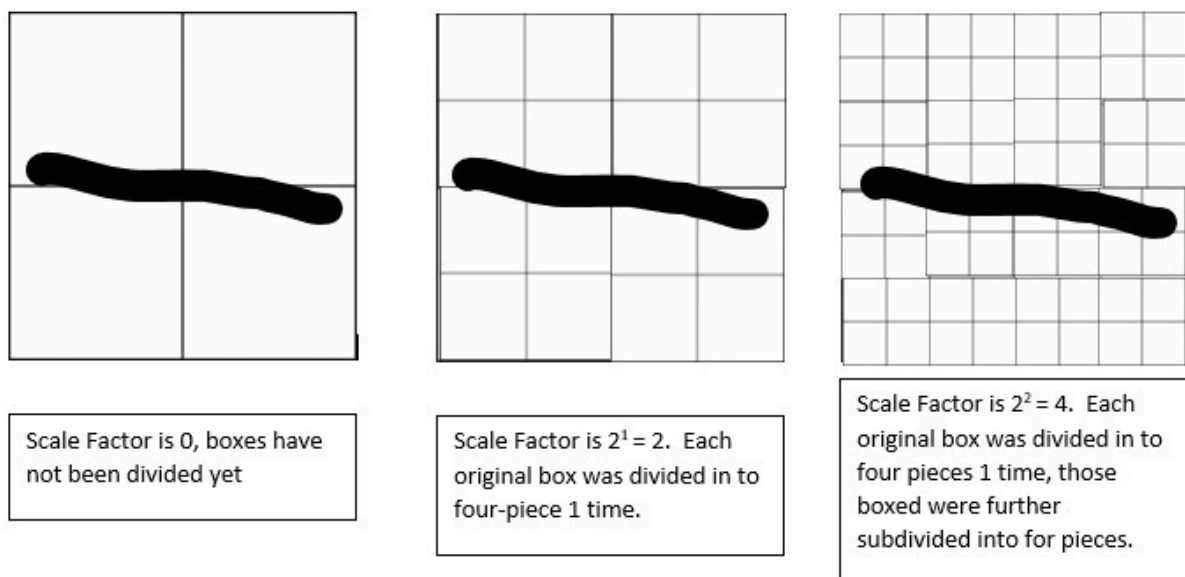 Scale Factor is 0, boxes have
not been divided yet
Scale Factor is 2¹ = 2.  Each
original box was divided in to
four-piece 1 time.
Scale Factor is 2² = 4.  Each
original box was divided in to
four pieces 1 time, those
boxed were further
subdivided into for pieces.